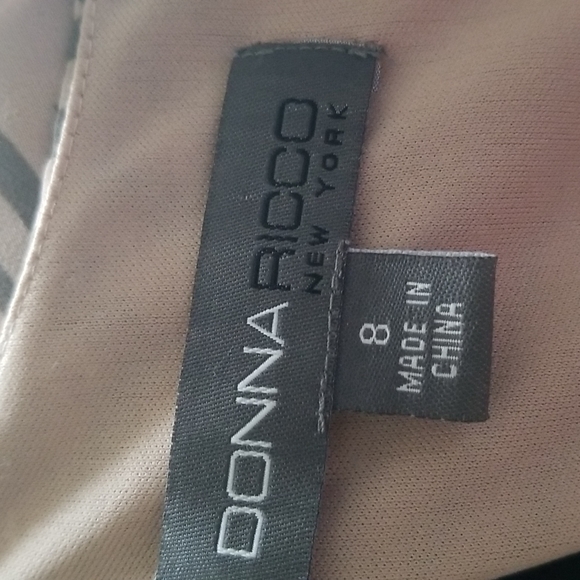 DONNA RICCO
NEW YORK
8
MADE IN
CHINA